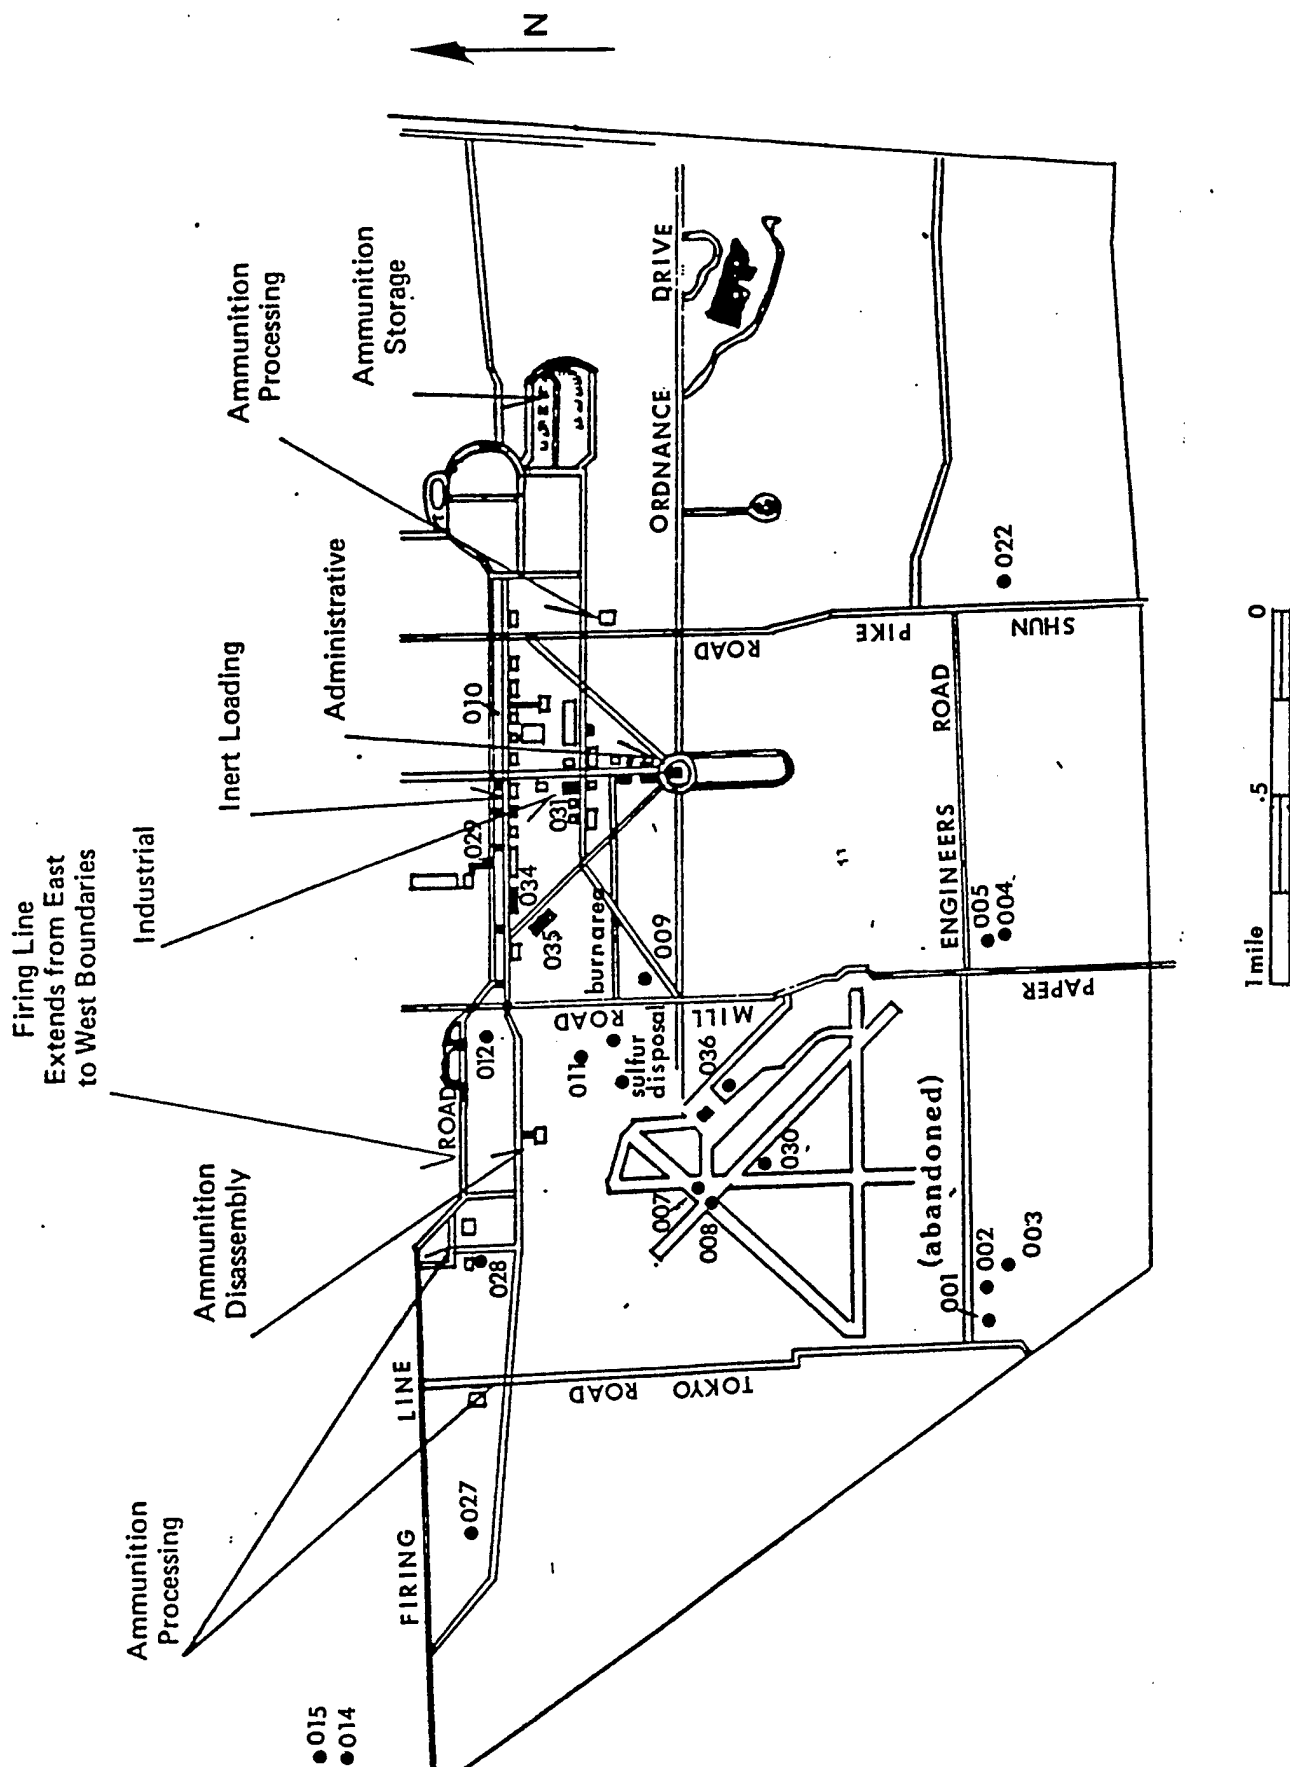 N
Firing Line
Extends from East
to West Boundaries
Industrial
Inert Loading
Administrative
Ammunition
Processing
Ammunition
Storage
Ammunition
Disassembly
Ammunition
Processing
015
014
FIRING LINE ROAD
027
028
012
029
010
034
035
031
burn area
009
011
sulfur
disposal
036
007
008
030
TOKYO ROAD
PAPER MILL ROAD
SHUN PIKE ROAD
ORDNANCE DRIVE
ENGINEERS ROAD
(abandoned)
001
002
003
005
004
022
1 mile
.5
0